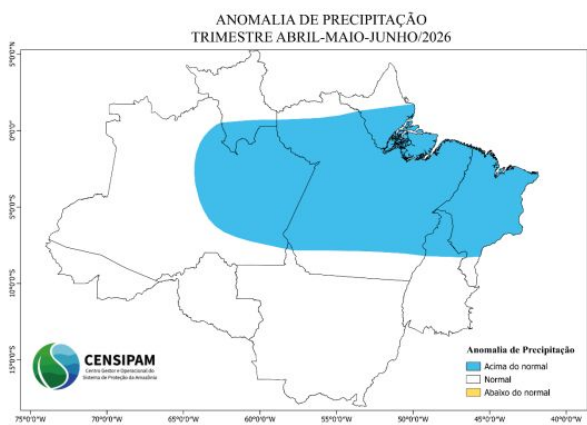 ANOMALIA DE PRECIPITAÇÃO
TRIMESTRE ABRIL-MAIO-JUNHO/2026
5°0'0"N
0°0'0"
5°0'0"S
10°0'0"S
15°0'0"S
CENSIPAM
Centro Gestor e Operacional do
Sistema de Proteção da Amazônia
Anomalia de Precipitação
Acima do normal
Normal
Abaixo do normal
75°0'0"O 70°0'0"O 65°0'0"O 60°0'0"O 55°0'0"O 50°0'0"O 45°0'0"O 40°0'0"O